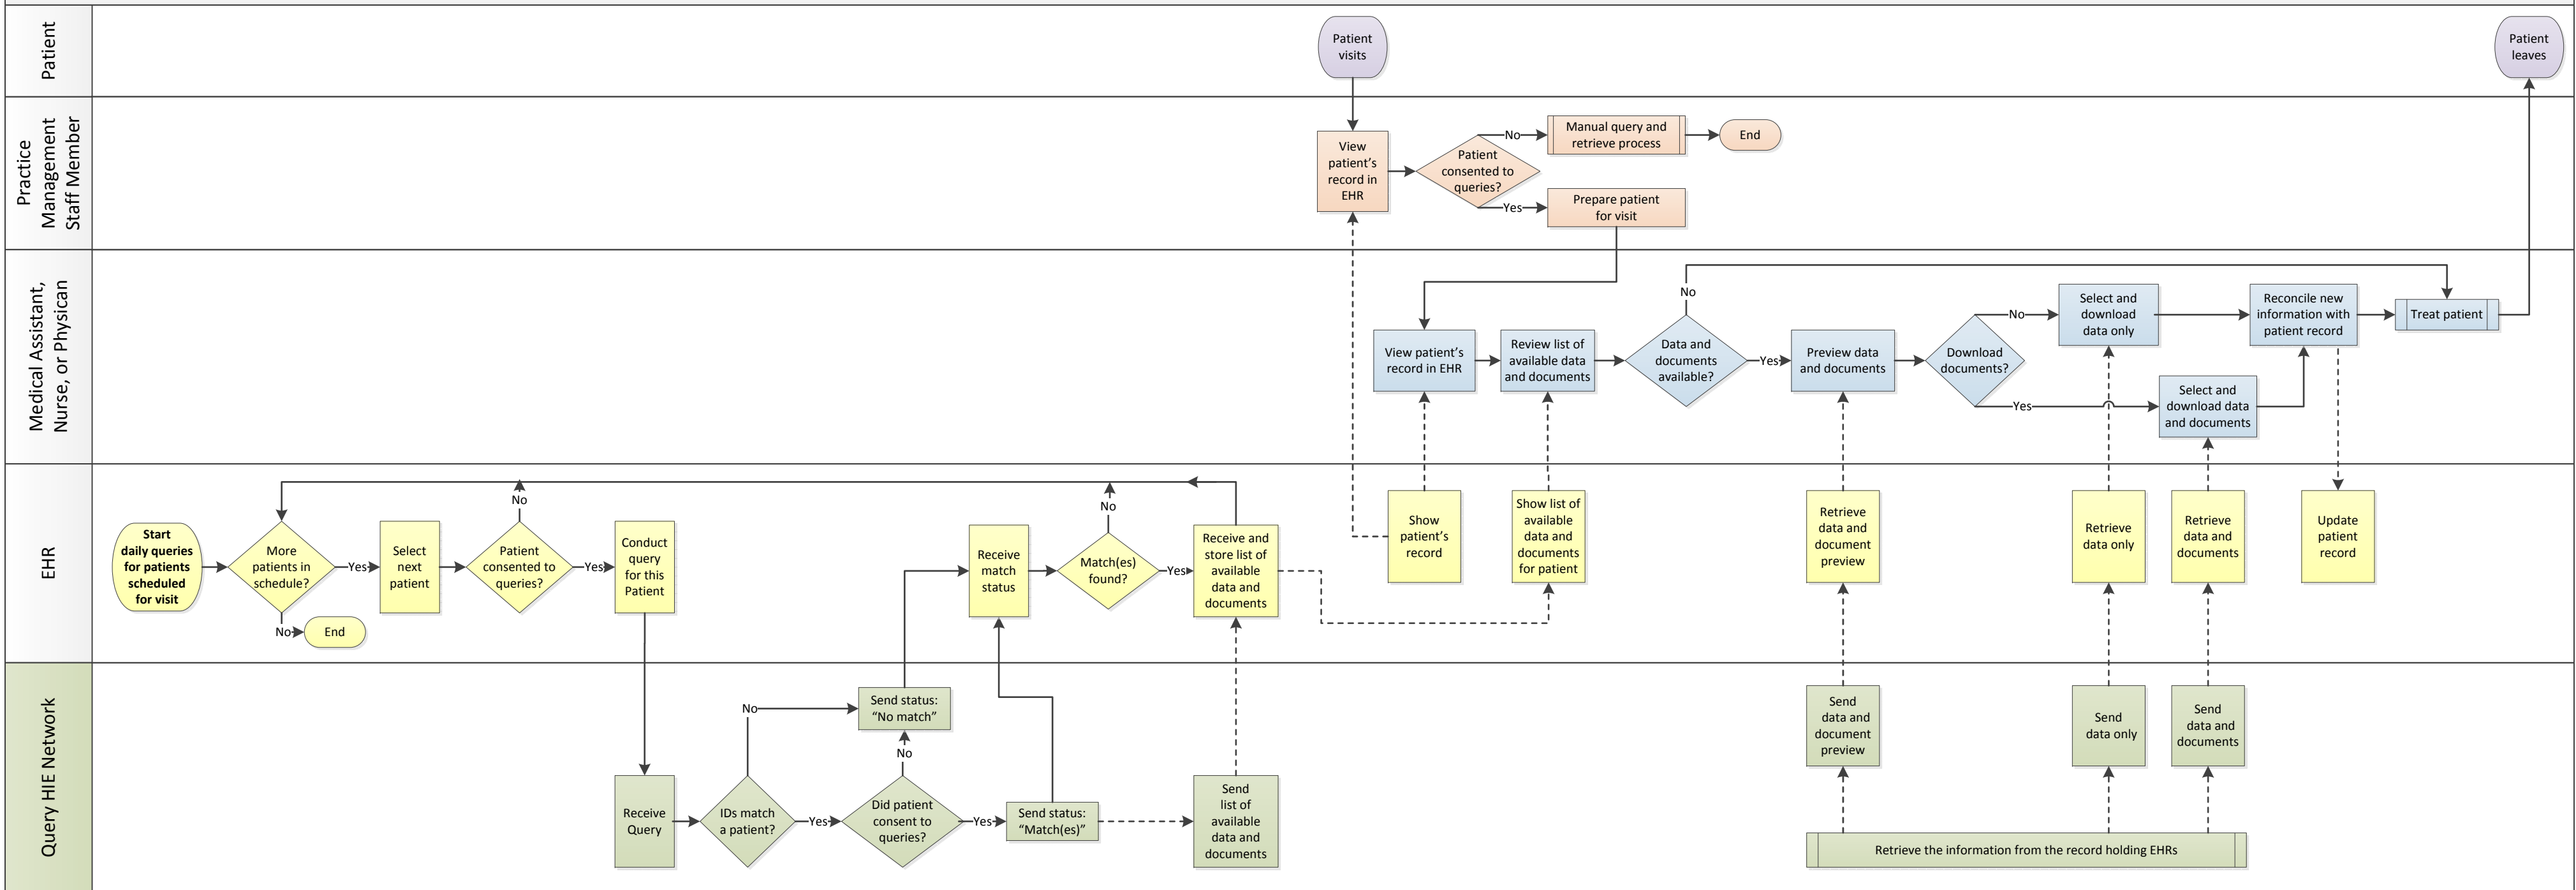 Patient
Patient
visits
Patient
leaves
Practice
Management
Staff Member
View
patient's
record in
EHR
Patient
consented to
queries?
No
Manual query and
retrieve process
End
Yes
Prepare patient
for visit
Medical Assistant,
Nurse, or Physican
View patient's
record in EHR
Review list of
available data
and documents
Data and
documents
available?
No
Yes
Preview data
and documents
Download
documents?
No
Select and
download
data only
Yes
Select and
download data
and documents
Reconcile new
information with
patient record
Treat patient
EHR
Start
daily queries
for patients
scheduled
for visit
More
patients in
schedule?
No
End
Yes
Select
next
patient
Patient
consented to
queries?
No
Yes
Conduct
query
for this
Patient
Receive
match
status
Match(es)
found?
No
Yes
Receive and
store list of
available
data and
documents
Show
patient's
record
Show list of
available
data and
documents
for patient
Retrieve
data and
document
preview
Retrieve
data only
Retrieve
data and
documents
Update
patient
record
Query HIE Network
Receive
Query
IDs match
a patient?
No
Yes
Send status:
"No match"
No
Did patient
consent to
queries?
Yes
Send status:
"Match(es)"
Send
list of
available
data and
documents
Send
data and
document
preview
Send
data only
Send
data and
documents
Retrieve the information from the record holding EHRs